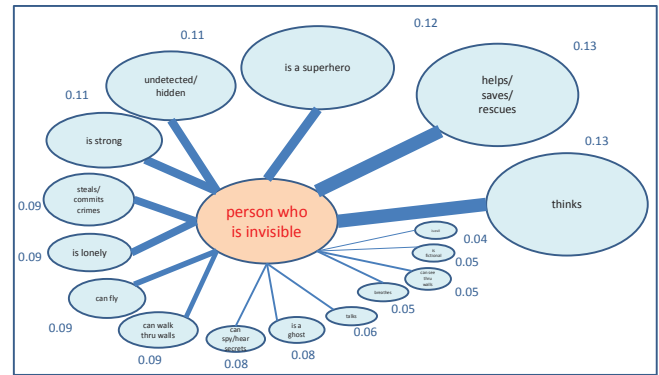 0.12
0.11
0.13
is a superhero
undetected/
hidden
helps/
saves/
rescues
0.11
is strong
0.13
thinks
steals/
commits
crimes
0.09
person who
is invisible
0.04
is lonely
is
fictional
0.05
0.09
can see
thru
walls
can fly
breathes
0.05
0.05
talks
0.09
can walk
thru walls
can
spy/hear
secrets
is a
ghost
0.06
0.08
0.09
0.08